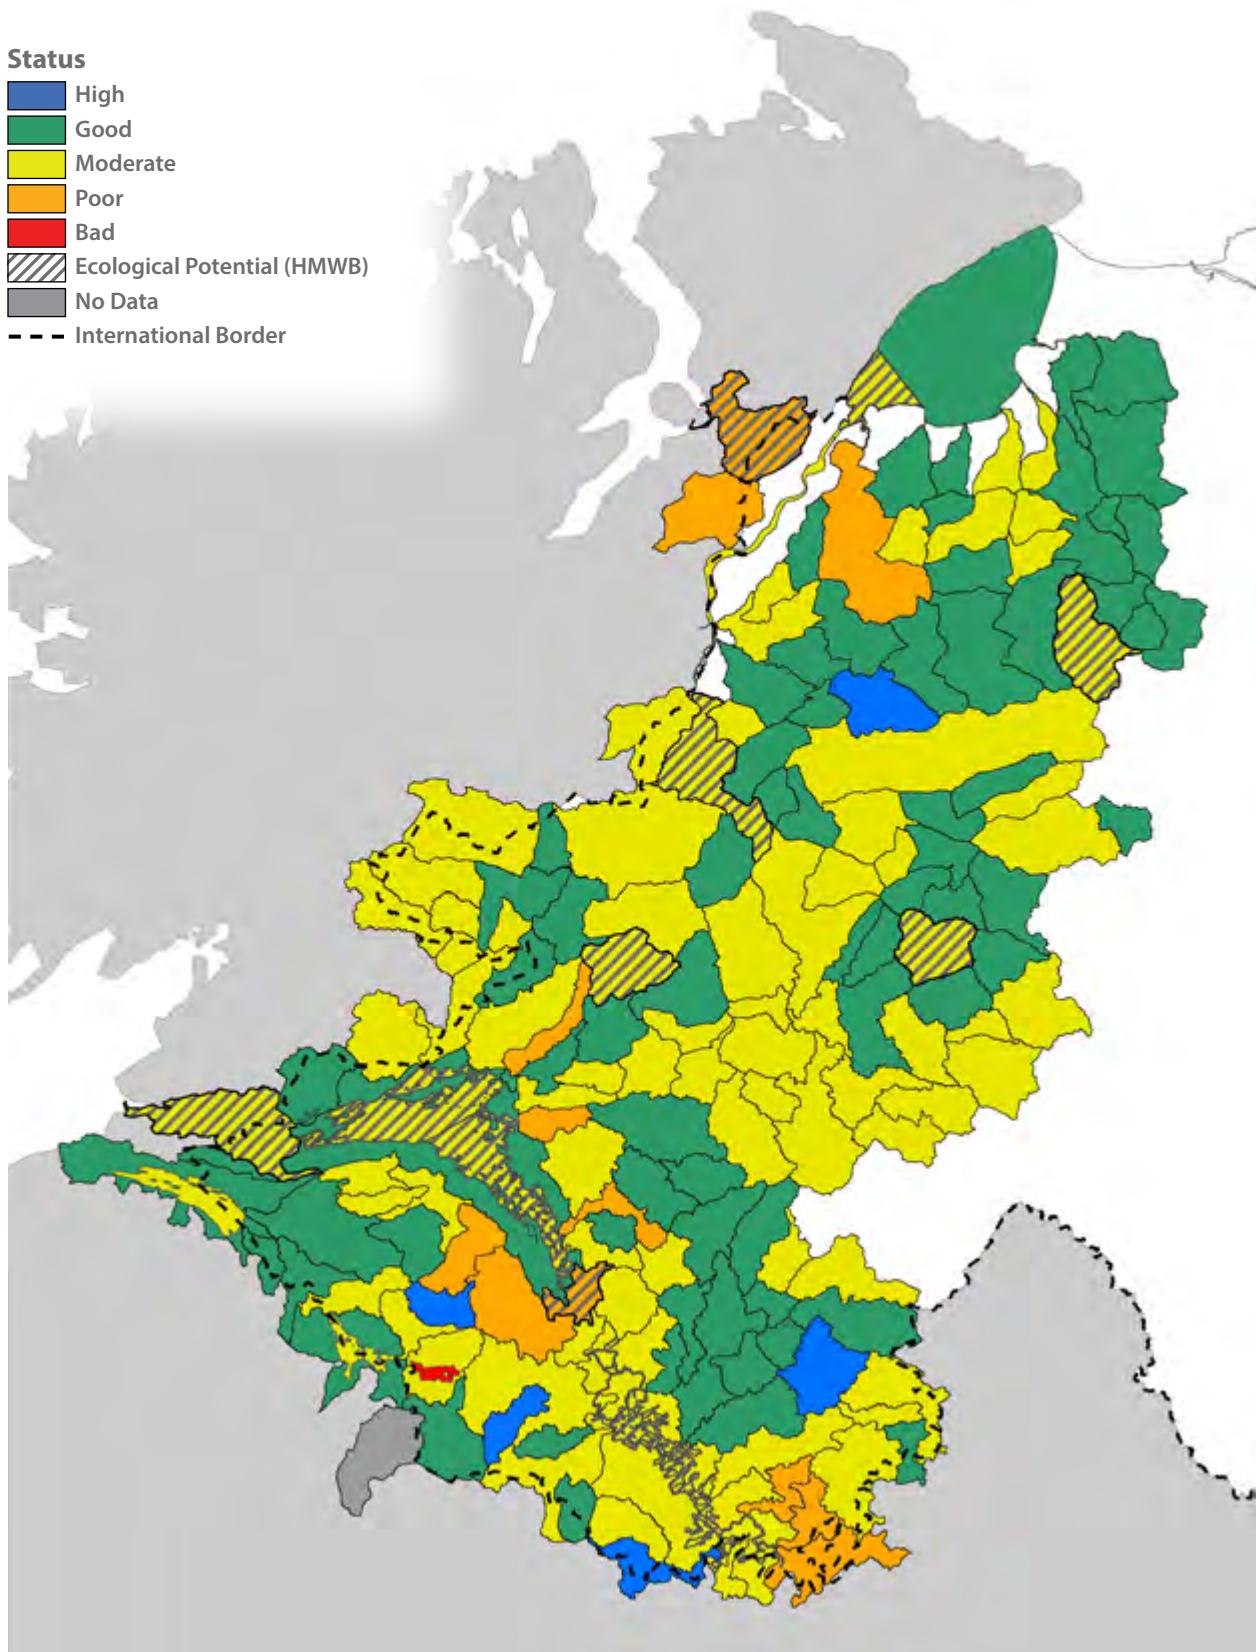 Status
High
Good
Moderate
Poor
Bad
Ecological Potential (HMWB)
No Data
International Border